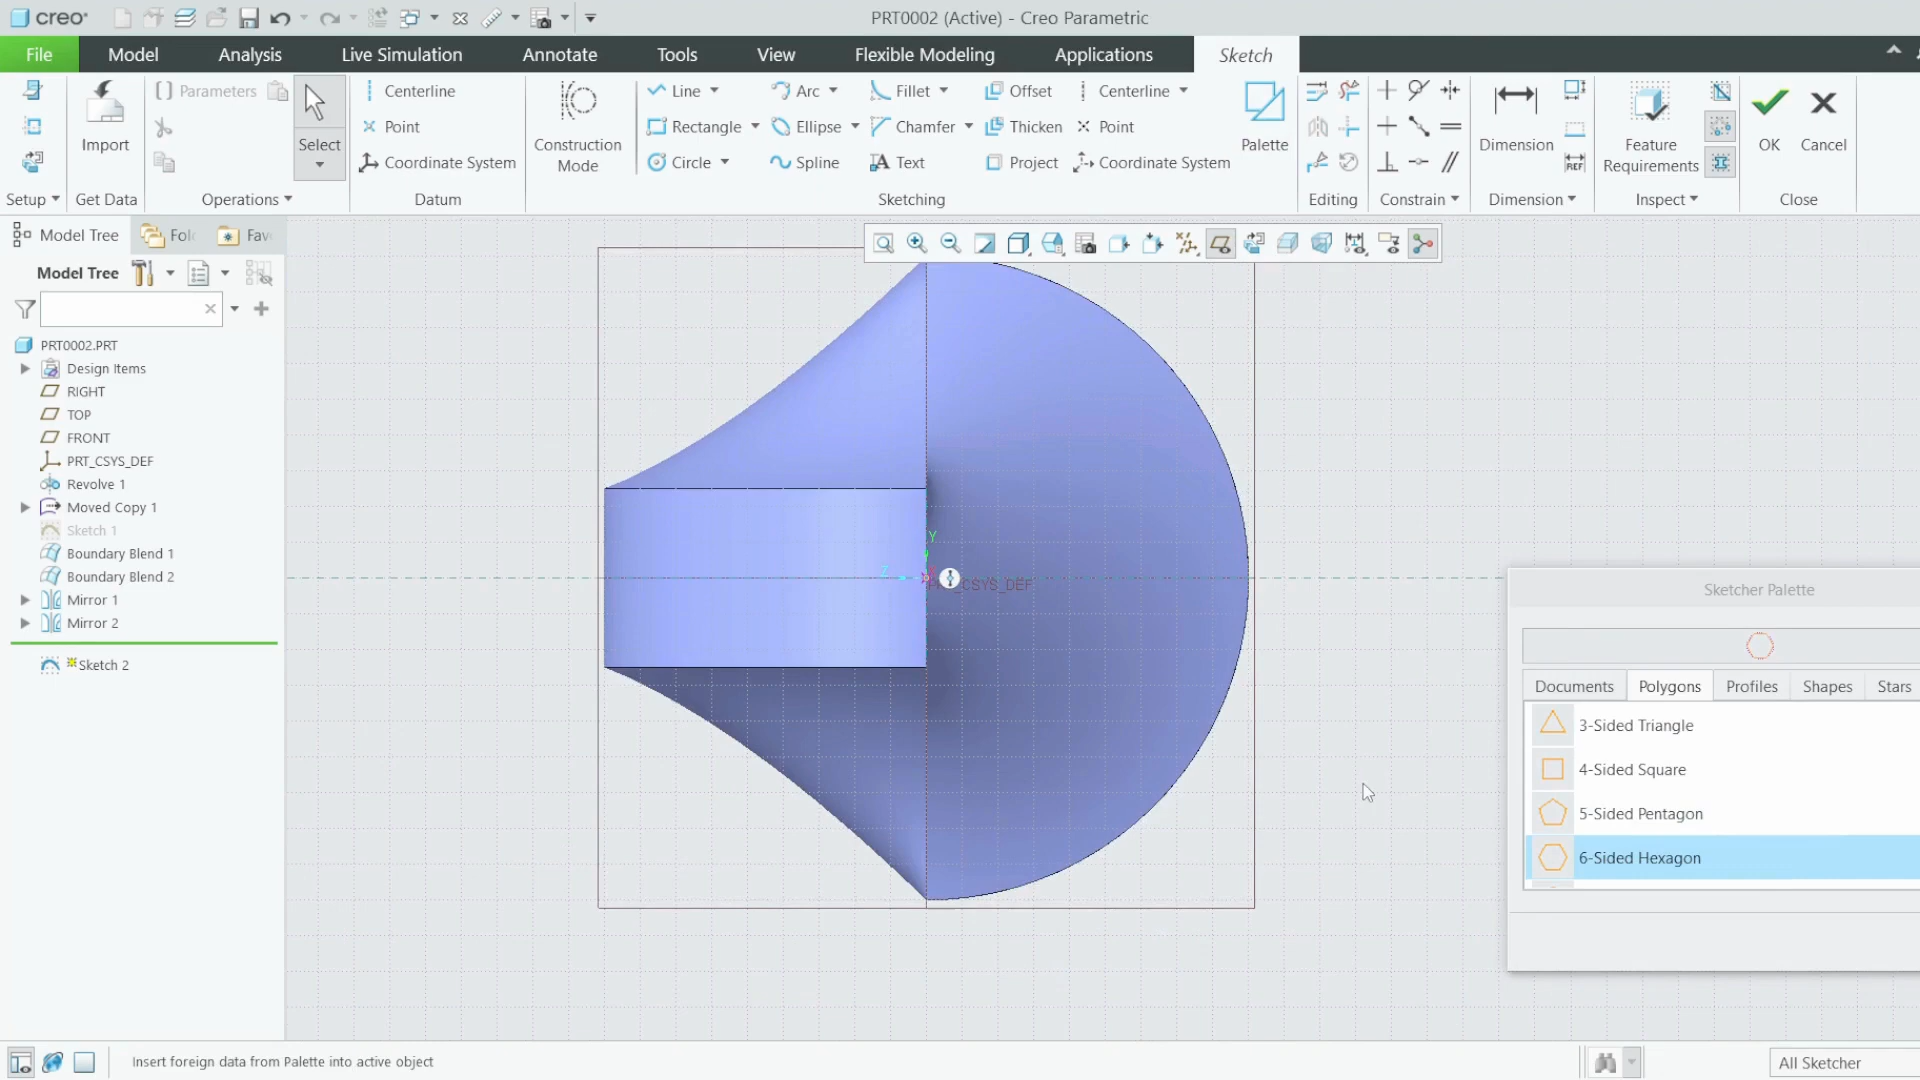 creo
PRT0002 (Active) - Creo Parametric
File Model Analysis Live Simulation Annotate Tools View Flexible Modeling Applications Sketch
Parameters Centerline Line Arc Fillet Offset Centerline
Point Rectangle Ellipse Chamfer Thicken Point
Import Select Construction Mode Palette Dimension Feature Requirements OK Cancel
Coordinate System Circle Spline Text Project Coordinate System
REF
Setup Get Data Operations Datum Sketching Editing Constrain Dimension Inspect Close
Model Tree Fol Fav
Model Tree
PRT0002.PRT
Design Items
RIGHT
TOP
FRONT
PRT_CSYS_DEF
Revolve 1
Moved Copy 1
Sketch 1
Boundary Blend 1
Boundary Blend 2
Mirror 1
Mirror 2
Sketch 2
Y
Z
_CSYS_DEF
Sketcher Palette
Documents Polygons Profiles Shapes Stars
3-Sided Triangle
4-Sided Square
5-Sided Pentagon
6-Sided Hexagon
Insert foreign data from Palette into active object
All Sketcher